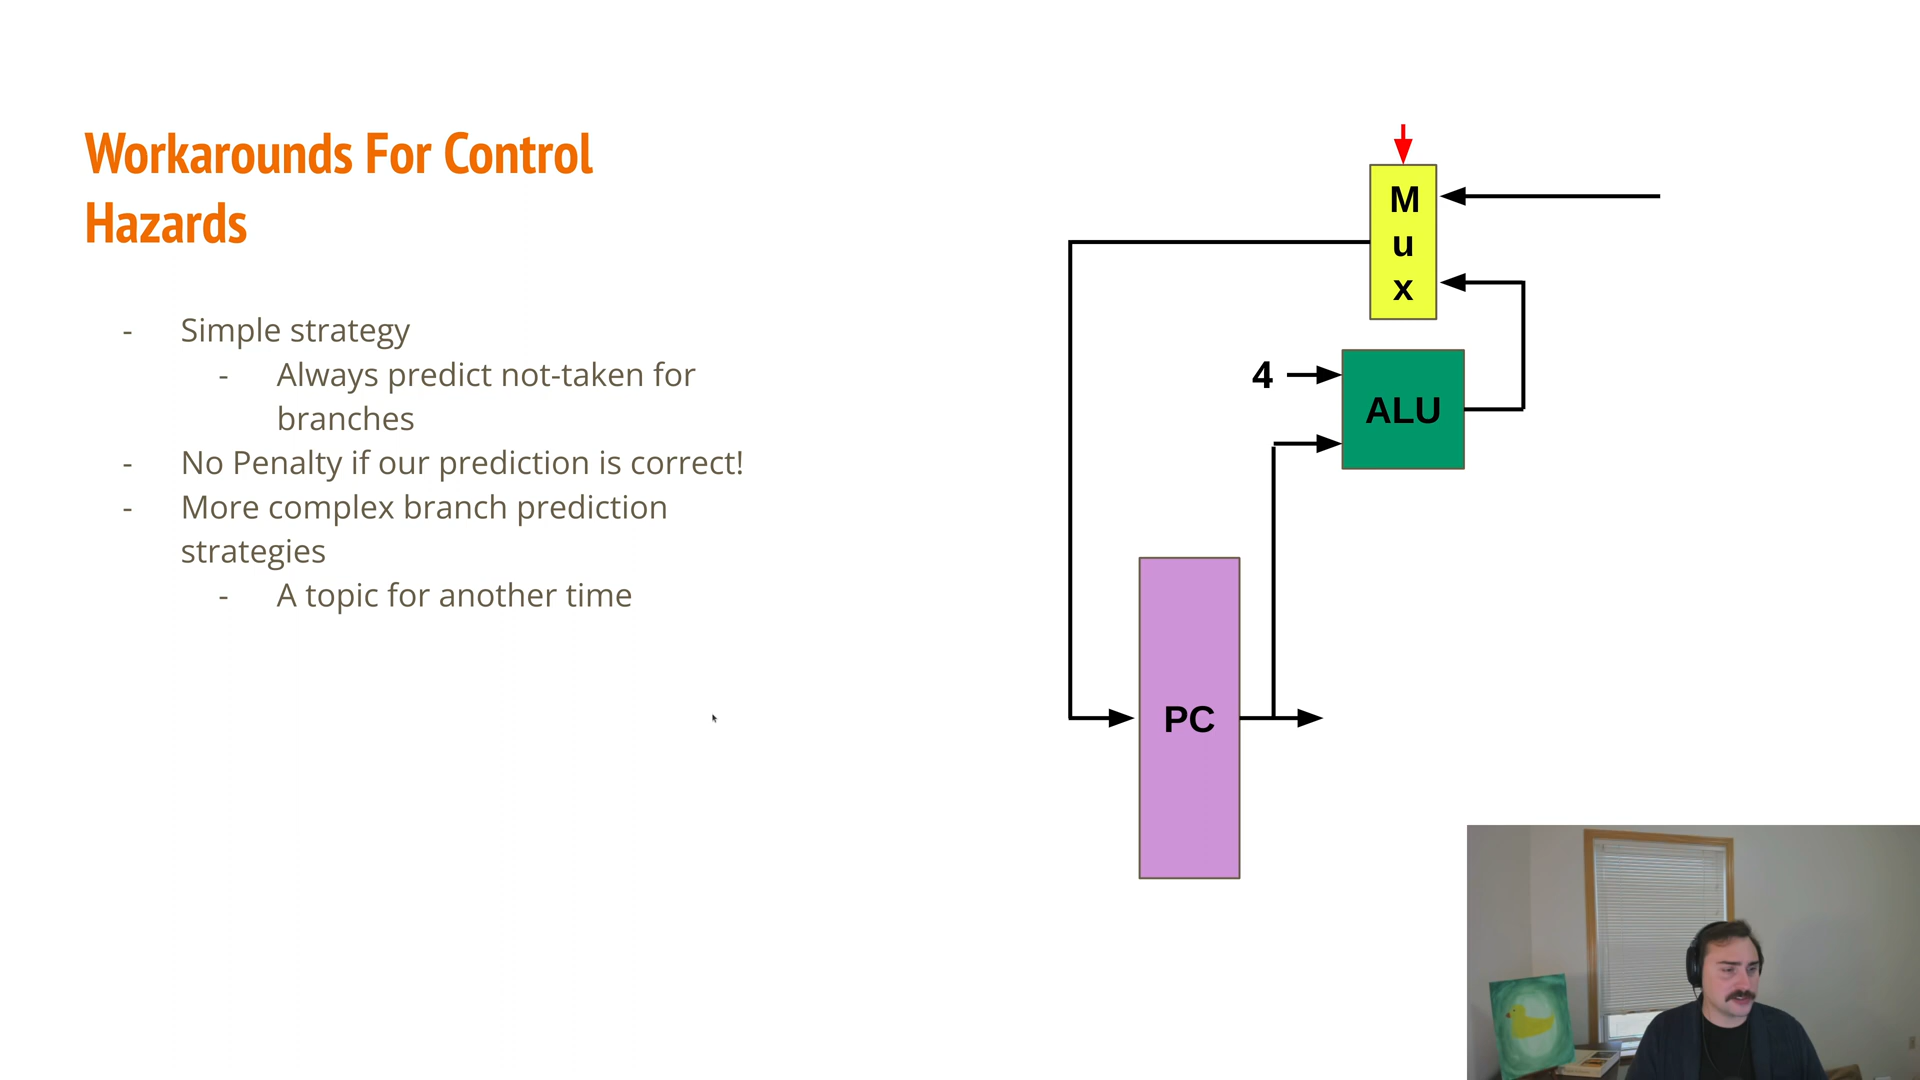 Workarounds For Control
Hazards
- Simple strategy
- Always predict not-taken for
branches
- No Penalty if our prediction is correct!
- More complex branch prediction
strategies
- A topic for another time
M
u
x
4
ALU
PC